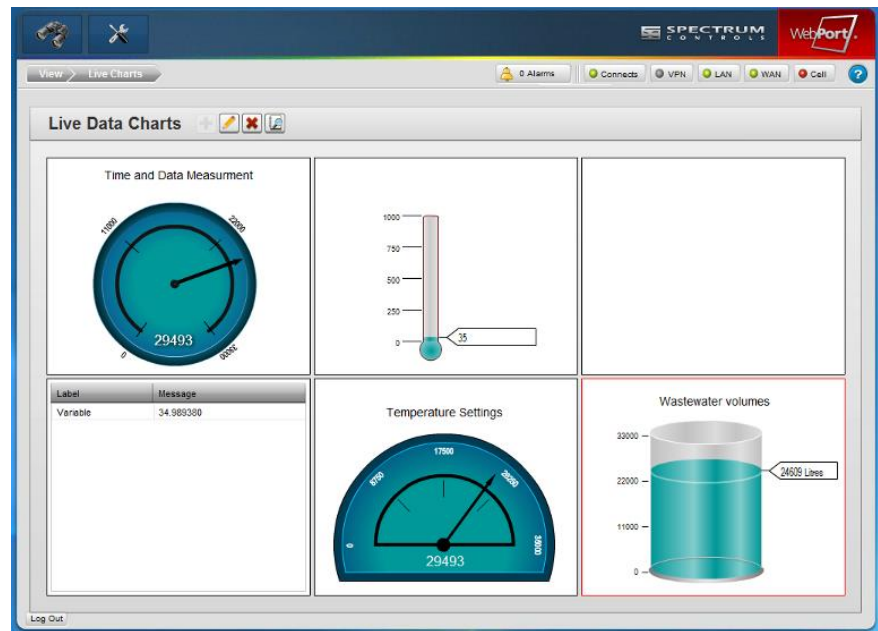 SPECTRUM
CONTROLS
WebPort.
View
Live Charts
0 Alarms
Connects
VPN
LAN
WAN
Cell
?
Live Data Charts
Time and Data Measurment
11000
22000
0
33000
29493
1000
750
500
250
0
35
Label Message
Variable 34.989380
Temperature Settings
0
8750
17500
26250
35000
29493
Wastewater volumes
33000
22000
11000
0
24609 Litres
Log Out